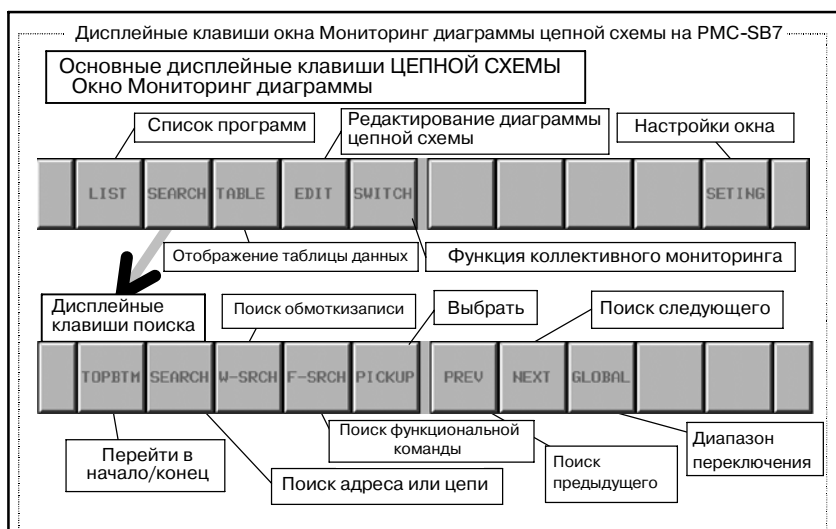 Дисплейные клавиши окна Мониторинг диаграммы цепной схемы на PMC-SB7
Основные дисплейные клавиши ЦЕПНОЙ СХЕМЫ
Окно Мониторинг диаграммы
Список программ
Редактирование диаграммы
цепной схемы
Настройки окна
LIST SEARCH TABLE EDIT SWITCH SETING
Отображение таблицы данных
Функция коллективного мониторинга
Дисплейные
клавиши поиска
Поиск обмоткизаписи
Выбрать
Поиск следующего
TOPBTM SEARCH W-SRCH F-SRCH PICKUP PREV NEXT GLOBAL
Перейти в
начало/конец
Поиск адреса или цепи
Поиск функциональной
команды
Поиск
предыдущего
Диапазон
переключения